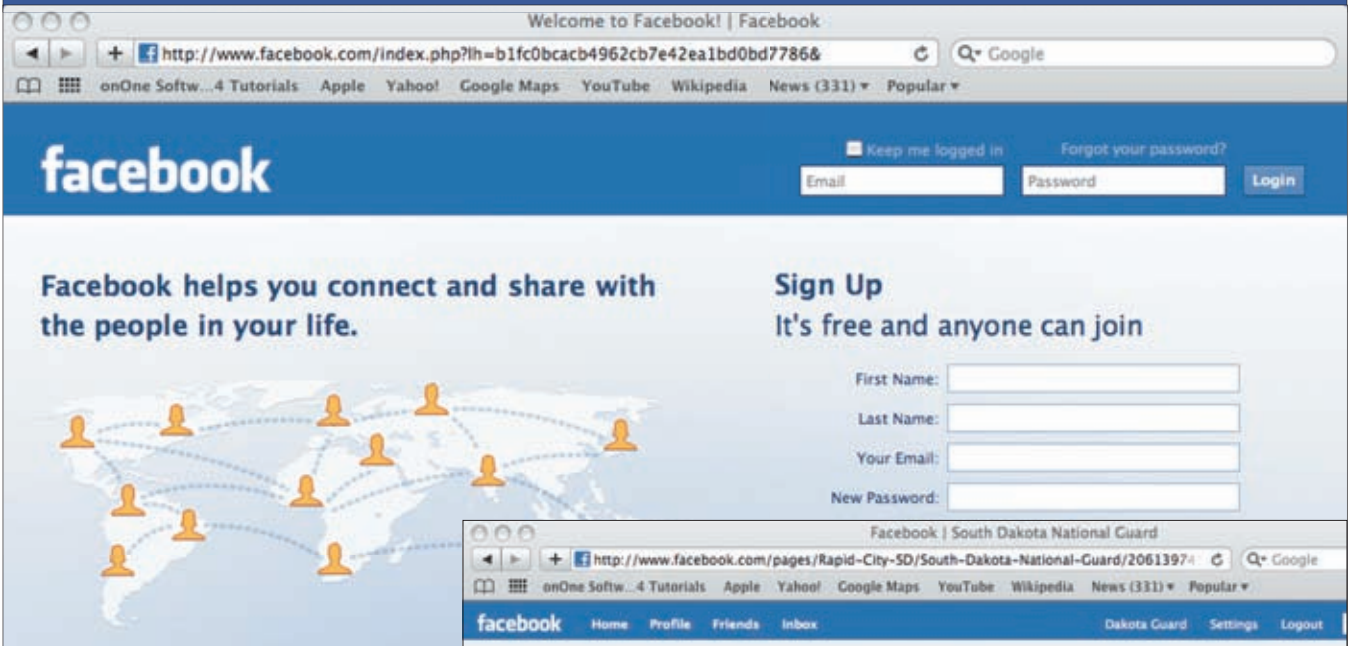 Welcome to Facebook! | Facebook
http://www.facebook.com/index.php?lh=b1fc0bcacb4962cb7e42ea1bd0bd7786& Google
onOne Softw...4 Tutorials Apple Yahoo! Google Maps YouTube Wikipedia News (331) Popular
facebook
Keep me logged in Forgot your password?
Email Password Login
Facebook helps you connect and share with
the people in your life.
Sign Up
It's free and anyone can join
First Name:
Last Name:
Your Email:
New Password:
Facebook | South Dakota National Guard
http://www.facebook.com/pages/Rapid-City-SD/South-Dakota-National-Guard/20613974 Google
onOne Softw...4 Tutorials Apple Yahoo! Google Maps YouTube Wikipedia News (331) Popular
facebook Home Profile Friends Inbox Dakota Guard Settings Logout